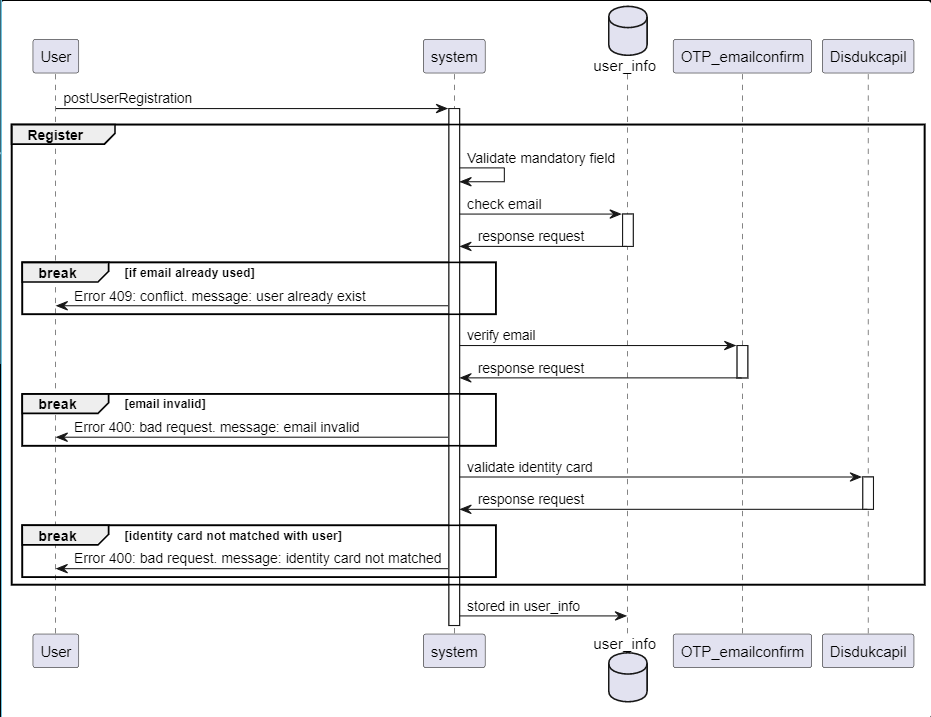 user_info
User
system
OTP_emailconfirm
Disdukcapil
postUserRegistration
Register
Validate mandatory field
check email
response request
break
[if email already used]
Error 409: conflict. message: user already exist
verify email
response request
break
[email invalid]
Error 400: bad request. message: email invalid
validate identity card
response request
break
[identity card not matched with user]
Error 400: bad request. message: identity card not matched
stored in user_info
User
system
user_info
OTP_emailconfirm
Disdukcapil